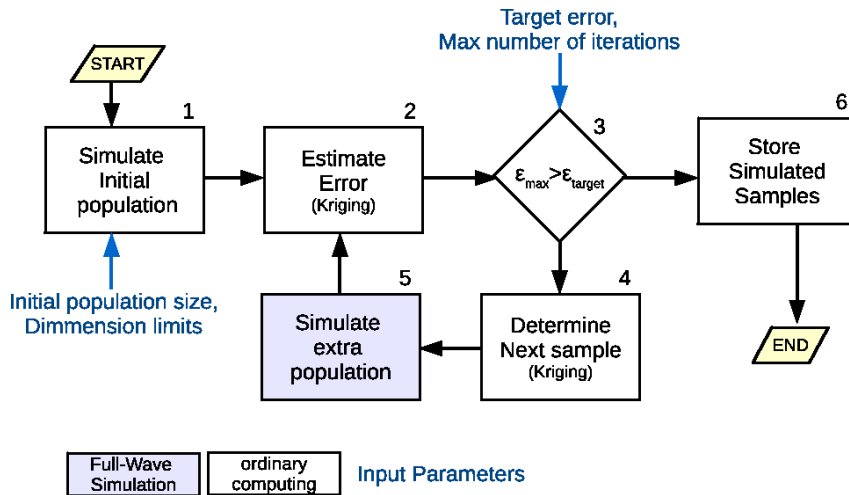 Target error,
Max number of iterations
START
1
2
3
6
Simulate
Initial
population
Estimate
Error
(Kriging)
εmax>εtarget
Store
Simulated
Samples
Initial population size,
Dimmension limits
5
4
Simulate
extra
population
Determine
Next sample
(Kriging)
END
Full-Wave
Simulation
ordinary
computing
Input Parameters